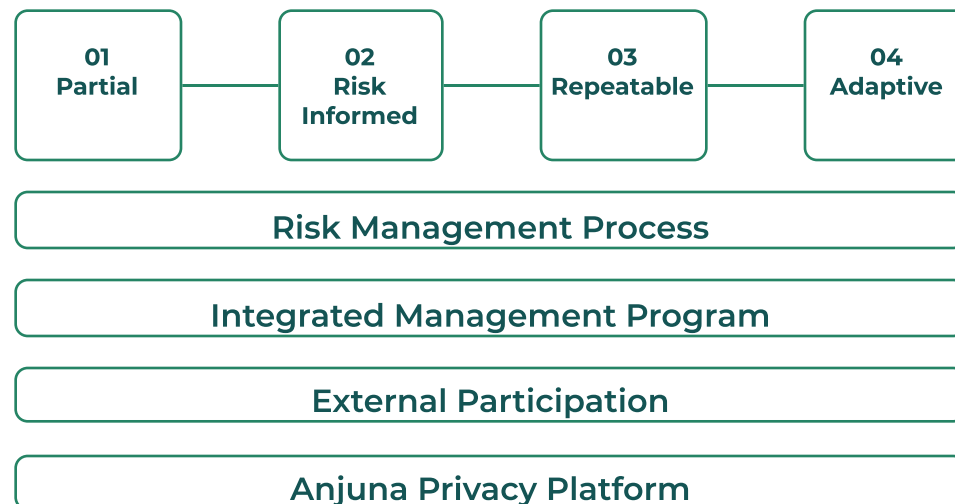 01
Partial
02
Risk
Informed
03
Repeatable
04
Adaptive
Risk Management Process
Integrated Management Program
External Participation
Anjuna Privacy Platform